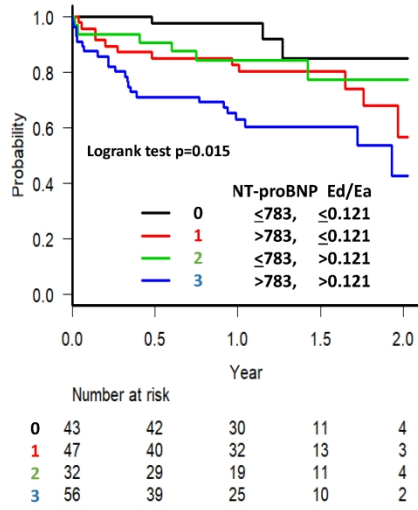 1.0
0.8
0.6
0.4
0.2
0.0
Probability
Logrank test p=0.015
NT-proBNP Ed/Ea
0 ≤783, ≤0.121
1 >783, ≤0.121
2 ≤783, >0.121
3 >783, >0.121
0.0 0.5 1.0 1.5 2.0
Year
Number at risk
0 43 42 30 11 4
1 47 40 32 13 3
2 32 29 19 11 4
3 56 39 25 10 2